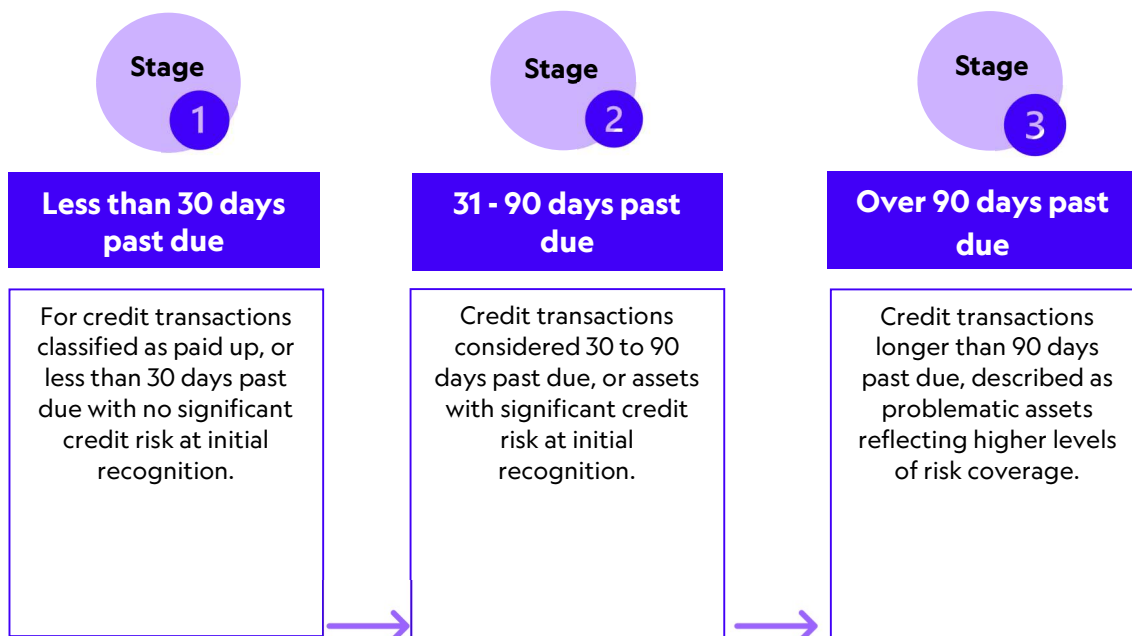 Stage
1
Less than 30 days
past due
For credit transactions
classified as paid up, or
less than 30 days past
due with no significant
credit risk at initial
recognition.
Stage
2
31 - 90 days past
due
Credit transactions
considered 30 to 90
days past due, or assets
with significant credit
risk at initial
recognition.
Stage
3
Over 90 days past
due
Credit transactions
longer than 90 days
past due, described as
problematic assets
reflecting higher levels
of risk coverage.